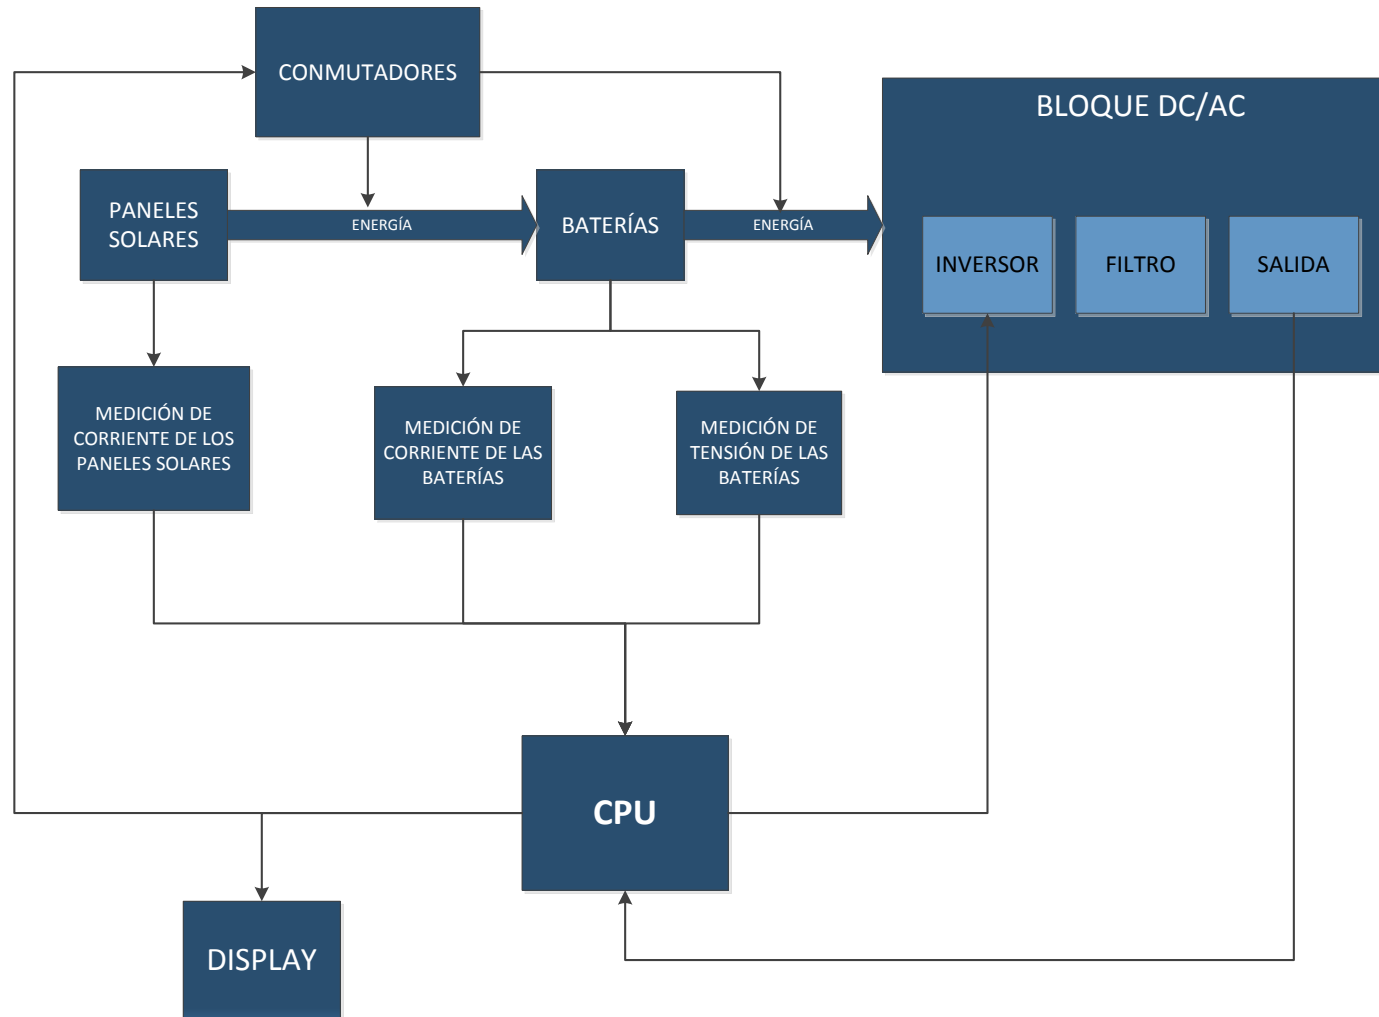 CONMUTADORES
BLOQUE DC/AC
PANELES
SOLARES
ENERGÍA
BATERÍAS
ENERGÍA
INVERSOR
FILTRO
SALIDA
MEDICIÓN DE
CORRIENTE DE LOS
PANELES SOLARES
MEDICIÓN DE
CORRIENTE DE LAS
BATERÍAS
MEDICIÓN DE
TENSIÓN DE LAS
BATERÍAS
CPU
DISPLAY